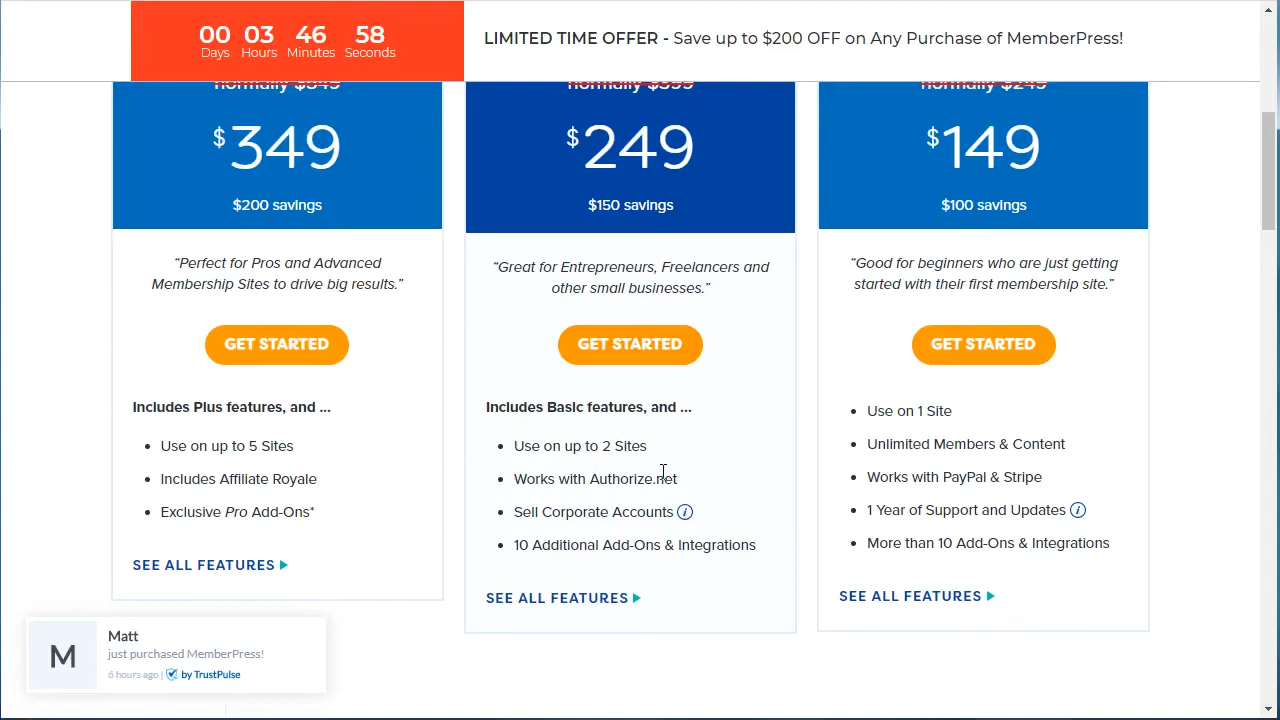 00 03 46 58
Days Hours Minutes Seconds
LIMITED TIME OFFER - Save up to $200 OFF on Any Purchase of MemberPress!
normally $549
$349
$200 savings
“Perfect for Pros and Advanced
Membership Sites to drive big results.”
GET STARTED
Includes Plus features, and ...
• Use on up to 5 Sites
• Includes Affiliate Royale
• Exclusive Pro Add-Ons*
SEE ALL FEATURES
normally $399
$249
$150 savings
“Great for Entrepreneurs, Freelancers and
other small businesses.”
GET STARTED
Includes Basic features, and ...
• Use on up to 2 Sites
• Works with Authorize.net
• Sell Corporate Accounts i
• 10 Additional Add-Ons & Integrations
SEE ALL FEATURES
normally $249
$149
$100 savings
“Good for beginners who are just getting
started with their first membership site.”
GET STARTED
• Use on 1 Site
• Unlimited Members & Content
• Works with PayPal & Stripe
• 1 Year of Support and Updates i
• More than 10 Add-Ons & Integrations
SEE ALL FEATURES
M
Matt
just purchased MemberPress!
6 hours ago | by TrustPulse